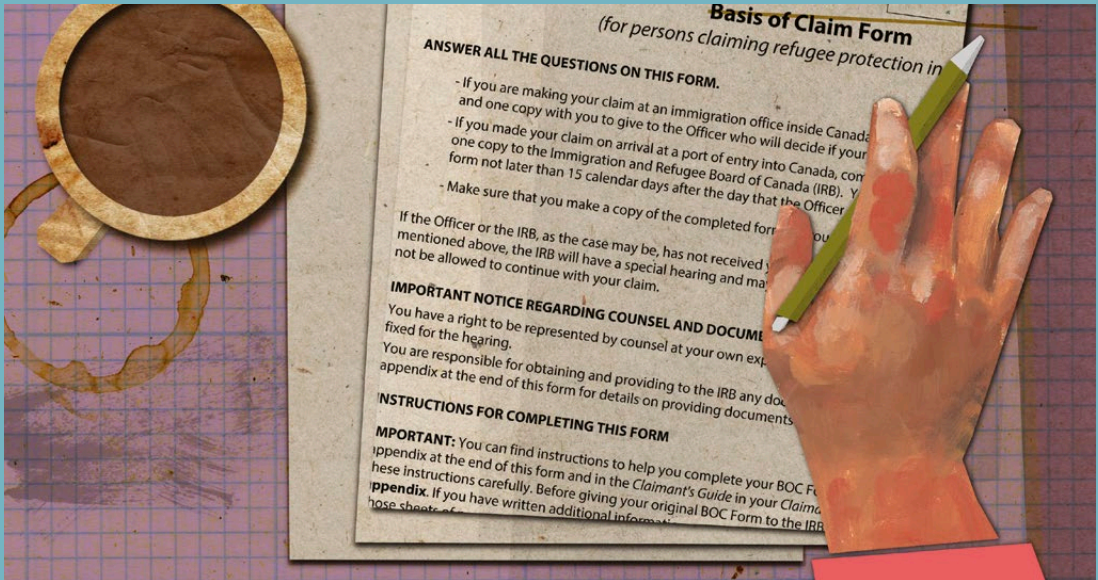 Basis of Claim Form
(for persons claiming refugee protection in
ANSWER ALL THE QUESTIONS ON THIS FORM.
- If you are making your claim at an immigration office inside Canada
and one copy with you to give to the Officer who will decide if your
- If you made your claim on arrival at a port of entry into Canada, com
one copy to the Immigration and Refugee Board of Canada (IRB). Y
form not later than 15 calendar days after the day that the Officer
- Make sure that you make a copy of the completed for you
If the Officer or the IRB, as the case may be, has not received y
mentioned above, the IRB will have a special hearing and ma
not be allowed to continue with your claim.
IMPORTANT NOTICE REGARDING COUNSEL AND DOCUME
You have a right to be represented by counsel at your own exp
fixed for the hearing.
You are responsible for obtaining and providing to the IRB any doc
appendix at the end of this form for details on providing documents
NSTRUCTIONS FOR COMPLETING THIS FORM
MPORTANT: You can find instructions to help you complete your BOC Fo
appendix at the end of this form and in the Claimant's Guide in your Claima
hese instructions carefully. Before giving your original BOC Form to the IRB
ppendix. If you have written additional informati
hose sheets of